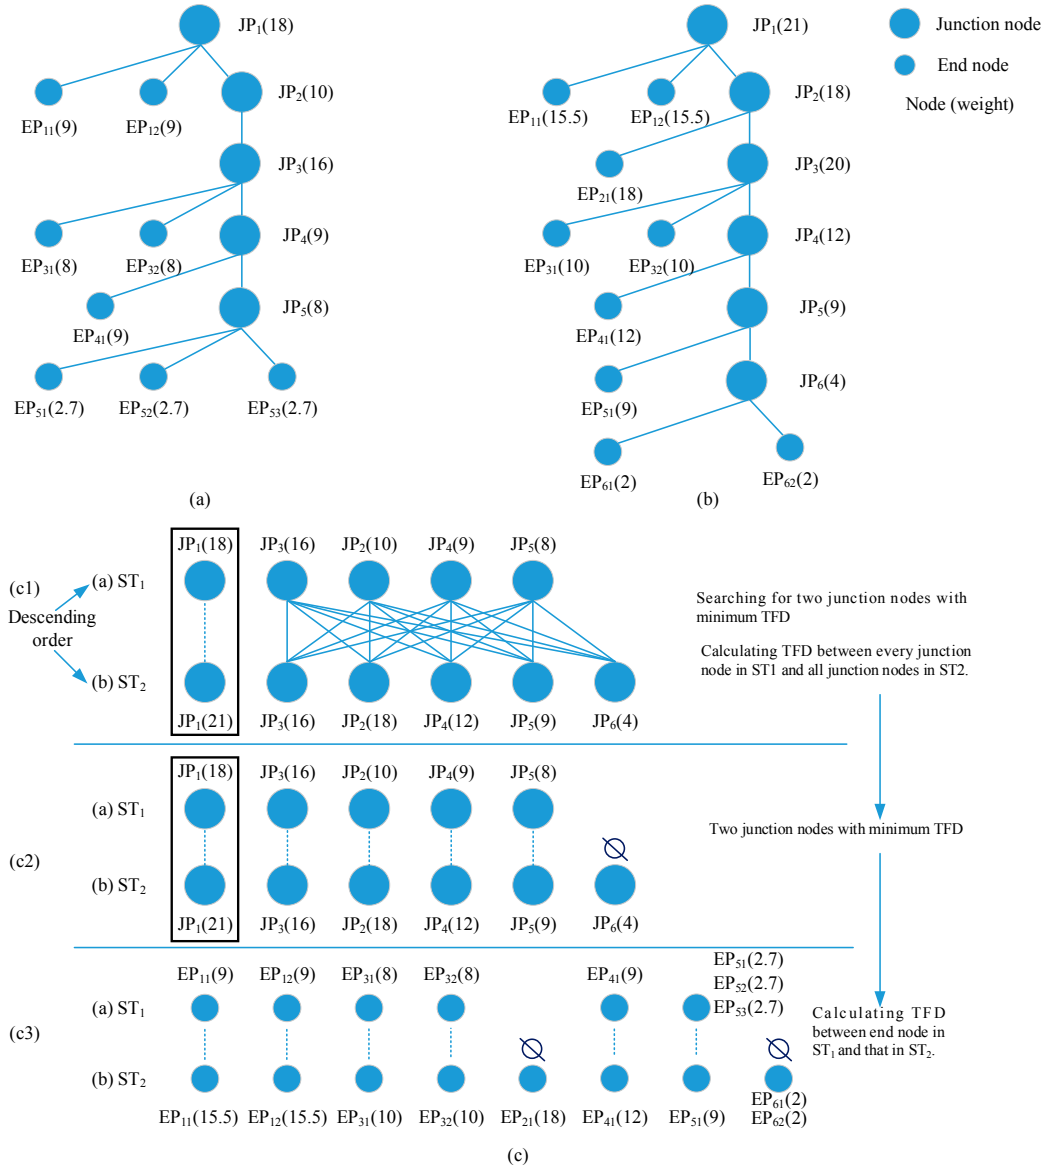 JP1(18)
JP2(10)
EP11(9)
EP12(9)
JP3(16)
JP4(9)
EP31(8)
EP32(8)
JP5(8)
EP41(9)
EP51(2.7)
EP52(2.7)
EP53(2.7)
(a)
JP1(21)
JP2(18)
EP11(15.5)
EP12(15.5)
JP3(20)
EP21(18)
JP4(12)
EP31(10)
EP32(10)
JP5(9)
EP41(12)
JP6(4)
EP51(9)
EP61(2)
EP62(2)
(b)
Junction node
End node
Node (weight)
JP1(18) JP3(16) JP2(10) JP4(9) JP5(8)
(c1)
Descending
order
(a) ST1
(b) ST2
JP1(21) JP3(16) JP2(18) JP4(12) JP5(9) JP6(4)
Searching for two junction nodes with
minimum TFD
Calculating TFD between every junction
node in ST1 and all junction nodes in ST2.
JP1(18) JP3(16) JP2(10) JP4(9) JP5(8)
(a) ST1
(c2)
(b) ST2
∅
JP1(21) JP3(16) JP2(18) JP4(12) JP5(9) JP6(4)
Two junction nodes with minimum TFD
EP11(9) EP12(9) EP31(8) EP32(8) EP41(9)
EP51(2.7)
EP52(2.7)
EP53(2.7)
(a) ST1
(c3)
(b) ST2
∅ ∅
EP11(15.5) EP12(15.5) EP31(10) EP32(10) EP21(18) EP41(12) EP51(9)
EP61(2)
EP62(2)
Calculating TFD
between end node in
ST1 and that in ST2.
(c)